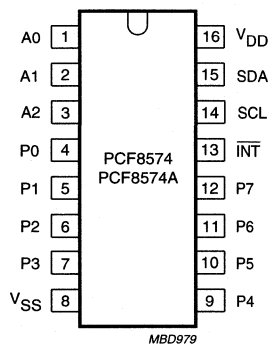 A0 1 16 VDD
A1 2 15 SDA
A2 3 14 SCL
P0 4 13 I̅N̅T̅
PCF8574
PCF8574A
P1 5 12 P7
P2 6 11 P6
P3 7 10 P5
VSS 8 9 P4
MBD979